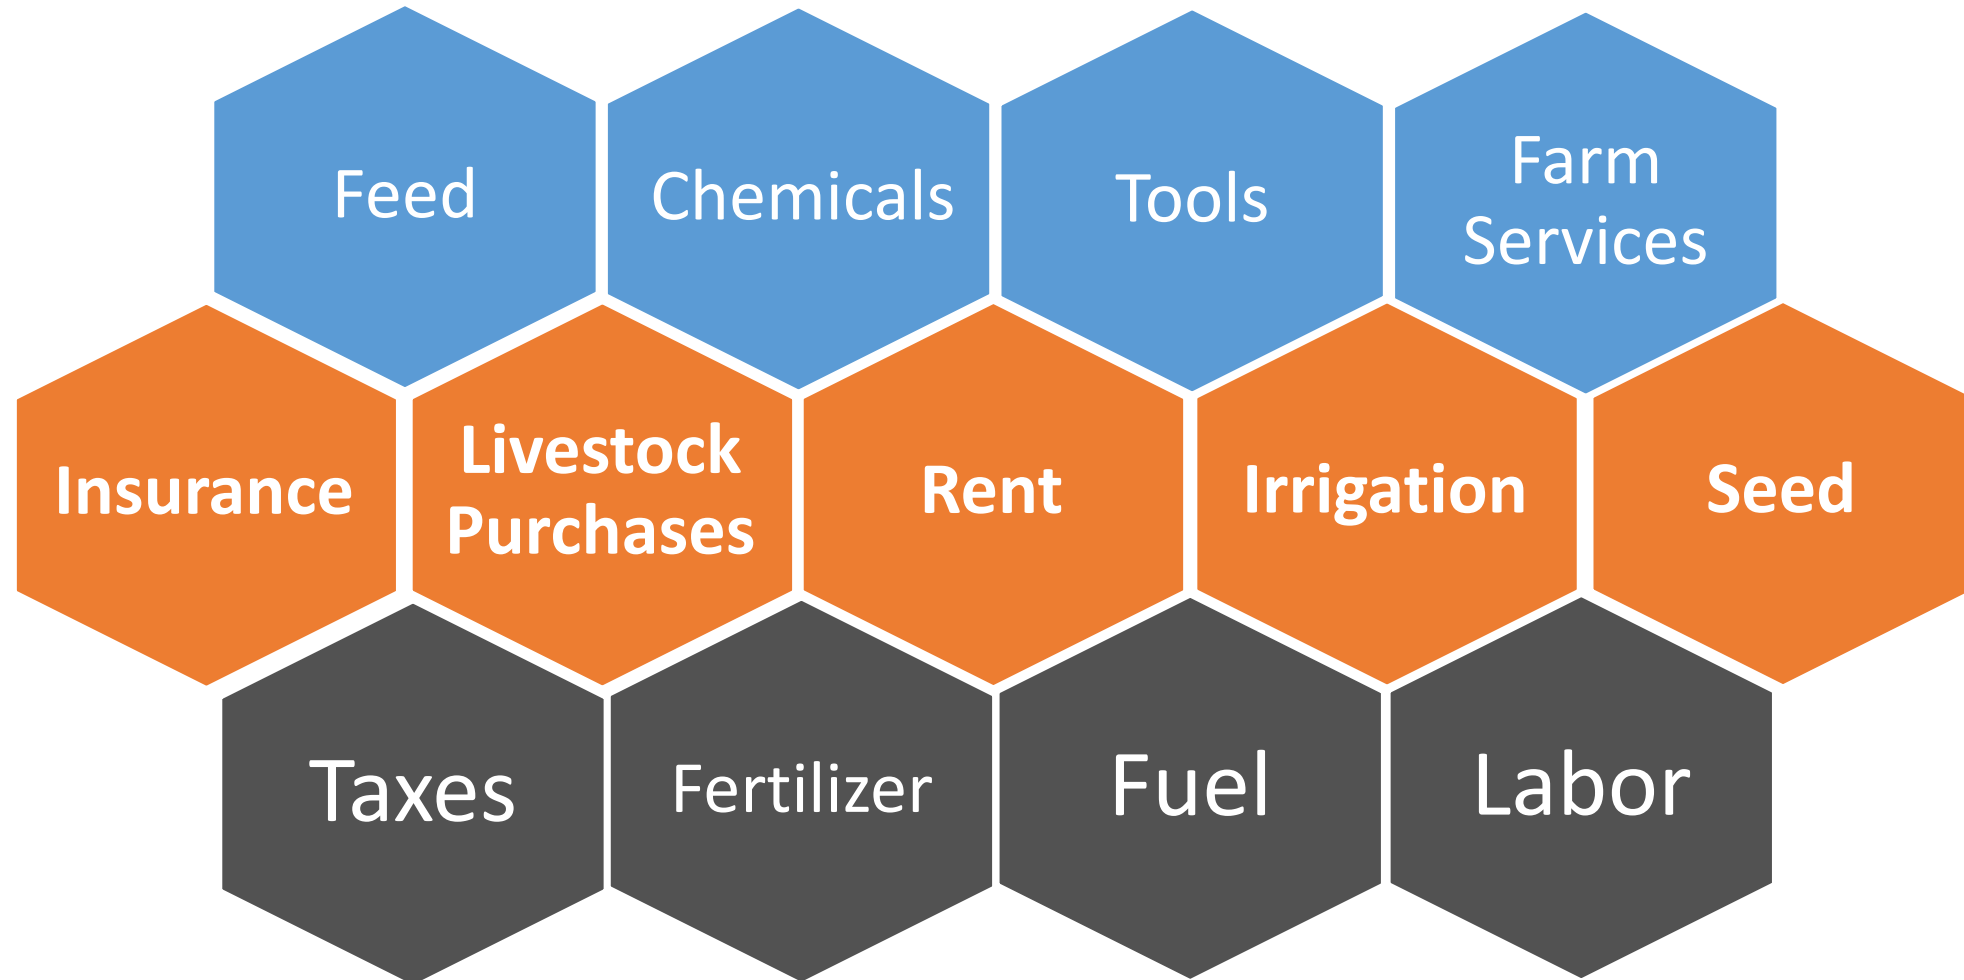 Feed
Chemicals
Tools
Farm
Services
Insurance
Livestock
Purchases
Rent
Irrigation
Seed
Taxes
Fertilizer
Fuel
Labor